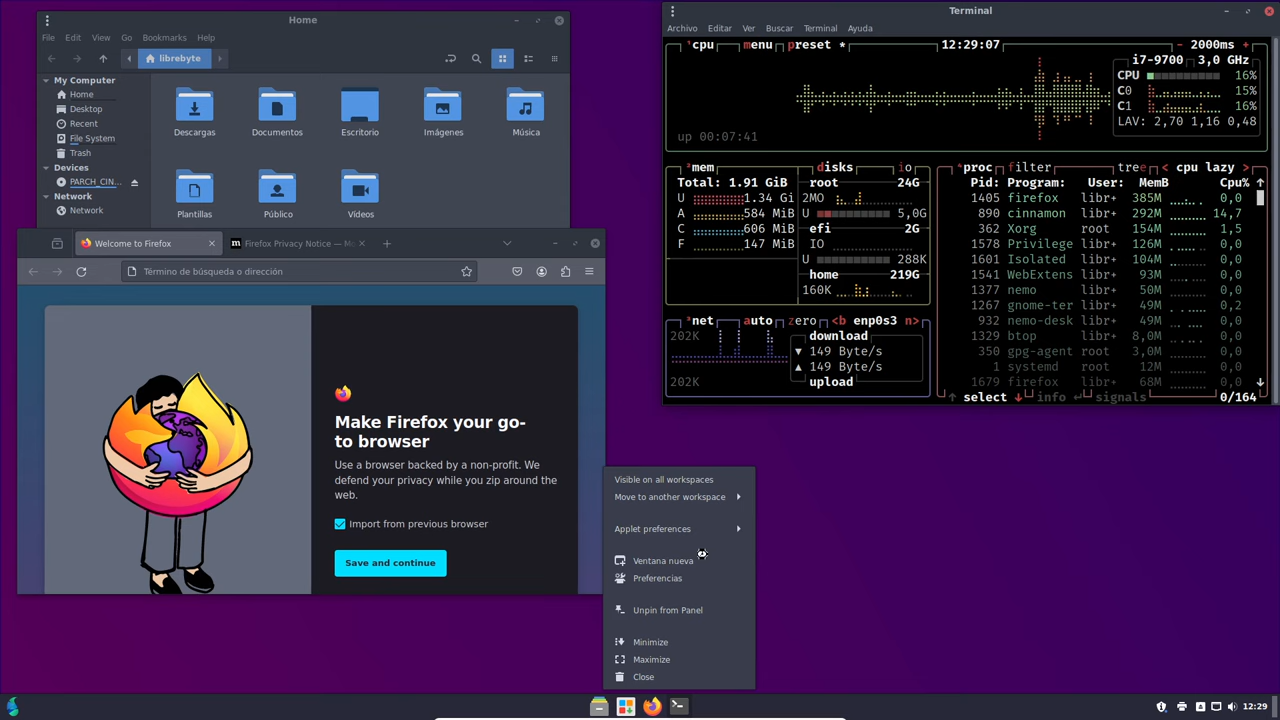 Home
File Edit View Go Bookmarks Help
librebyte
My Computer
Home
Desktop
Recent
File System
Trash
Devices
PARCH_CIN...
Network
Network
Descargas Documentos Escritorio Imágenes Música
Plantillas Público Vídeos
Welcome to Firefox
Firefox Privacy Notice — Mo
Término de búsqueda o dirección
Make Firefox your go-
to browser
Use a browser backed by a non-profit. We
defend your privacy while you zip around the
web.
Import from previous browser
Save and continue
Terminal
Archivo Editar Ver Buscar Terminal Ayuda
¹cpu menu preset * 12:29:07 - 2000ms +
i7-9700 3,0 GHz
CPU 16%
C0 15%
C1 16%
LAV: 2,70 1,16 0,48
up 00:07:41
²mem disks io
Total: 1.91 GiB
U 1.34 Gi
A 584 MiB
C 606 MiB
F 147 MiB
root 24G
2MO
U 5,0G
efi 2G
IO
U 288K
home 219G
160K
³net auto zero <b enp0s3 n>
202K
202K
download
▼ 149 Byte/s
▲ 149 Byte/s
upload
⁴proc filter tree < cpu lazy >
Pid: Program: User: MemB Cpu% ↑
1405 firefox libr+ 385M 0,0
890 cinnamon libr+ 292M 14,7
362 Xorg root 154M 1,5
1578 Privilege libr+ 126M 0,0
1601 Isolated libr+ 104M 0,0
1541 WebExtens libr+ 93M 0,0
1377 nemo libr+ 50M 0,0
1267 gnome-ter libr+ 49M 0,2
932 nemo-desk libr+ 49M 0,0
1329 btop libr+ 8,0M 0,0
350 gpg-agent root 3,0M 0,0
1 systemd root 12M 0,0
1679 firefox libr+ 68M 0,0 ↓
↑ select ↓ info ↵ signals 0/164
Visible on all workspaces
Move to another workspace
Applet preferences
Ventana nueva
Preferencias
Unpin from Panel
Minimize
Maximize
Close
12:29